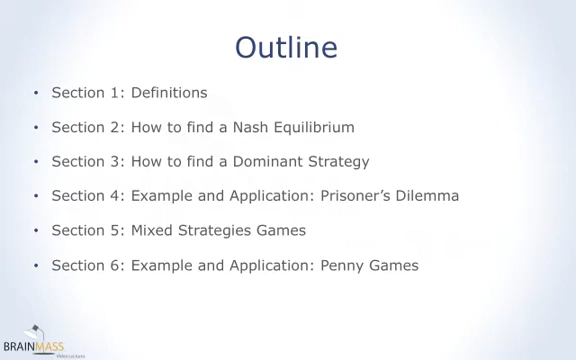 Outline
• Section 1: Definitions
• Section 2: How to find a Nash Equilibrium
• Section 3: How to find a Dominant Strategy
• Section 4: Example and Application: Prisoner’s Dilemma
• Section 5: Mixed Strategies Games
• Section 6: Example and Application: Penny Games
BRAINMASS
Video Lectures